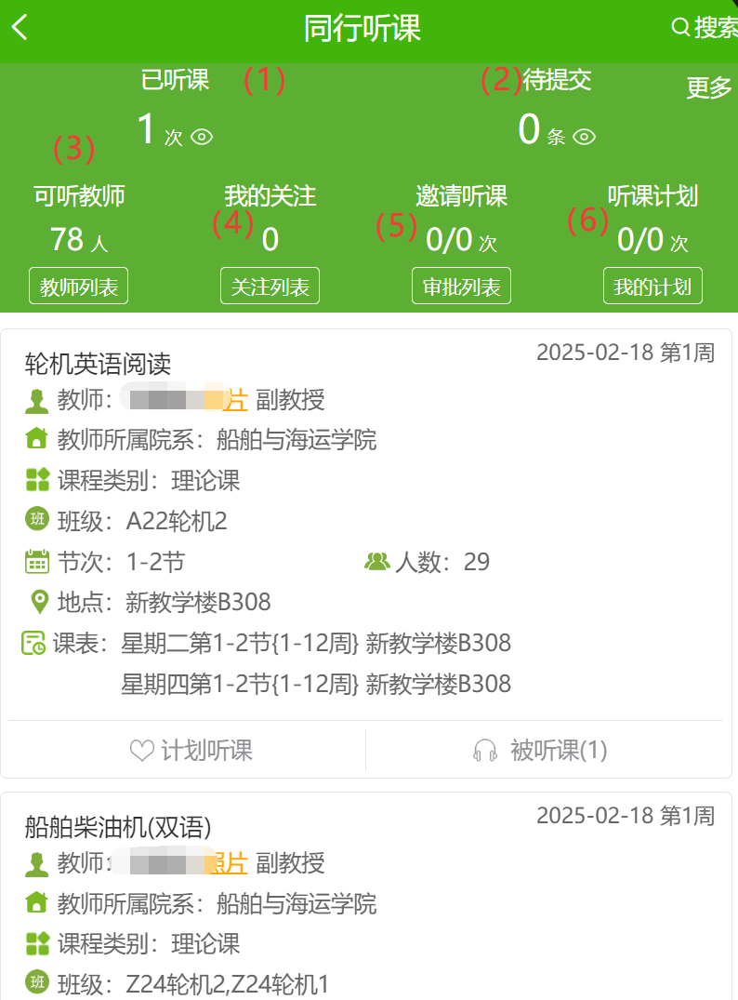 同行听课 搜索
已听课 (1) (2) 待提交 更多
1 次 0 条
(3)
可听教师 我的关注 邀请听课 听课计划
(4) (5) (6)
78 人 0 0/0 次 0/0 次
教师列表 关注列表 审批列表 我的计划
轮机英语阅读 2025-02-18 第1周
教师: 片 副教授
教师所属院系: 船舶与海运学院
课程类别: 理论课
班 班级: A22轮机2
节次: 1-2节 人数: 29
地点: 新教学楼B308
课表: 星期二第1-2节{1-12周} 新教学楼B308
星期四第1-2节{1-12周} 新教学楼B308
计划听课 被听课(1)
船舶柴油机(双语) 2025-02-18 第1周
教师: 照片 副教授
教师所属院系: 船舶与海运学院
课程类别: 理论课
班 班级: Z24轮机2,Z24轮机1